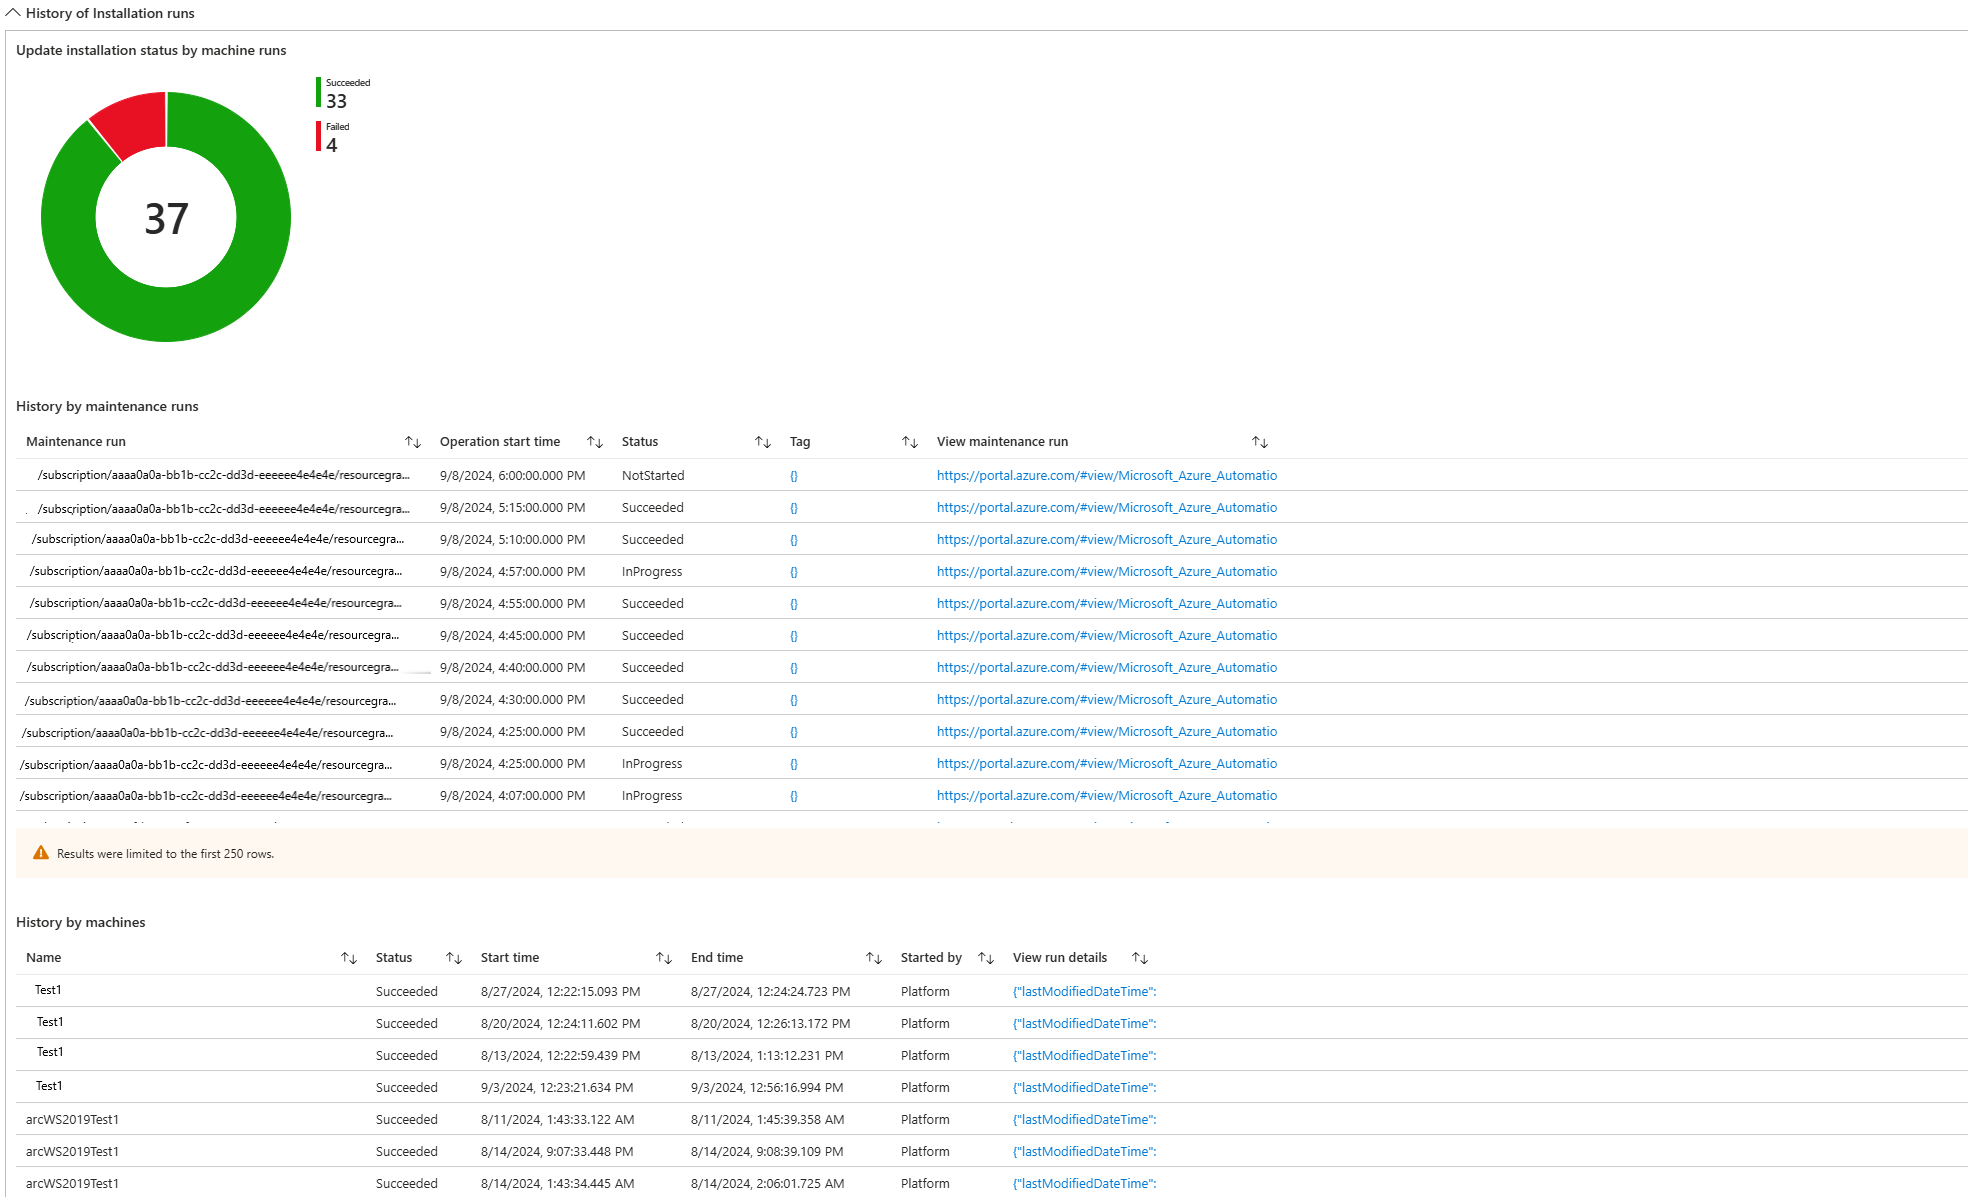 History of Installation runs
Update installation status by machine runs
Succeeded
33
Failed
4
37
History by maintenance runs
Maintenance run Operation start time Status Tag View maintenance run
/subscription/aaaa0a0a-bb1b-cc2c-dd3d-eeeeee4e4e4e/resourcegra... 9/8/2024, 6:00:00.000 PM NotStarted {} https://portal.azure.com/#view/Microsoft_Azure_Automatio
/subscription/aaaa0a0a-bb1b-cc2c-dd3d-eeeeee4e4e4e/resourcegra... 9/8/2024, 5:15:00.000 PM Succeeded {} https://portal.azure.com/#view/Microsoft_Azure_Automatio
/subscription/aaaa0a0a-bb1b-cc2c-dd3d-eeeeee4e4e4e/resourcegra... 9/8/2024, 5:10:00.000 PM Succeeded {} https://portal.azure.com/#view/Microsoft_Azure_Automatio
/subscription/aaaa0a0a-bb1b-cc2c-dd3d-eeeeee4e4e4e/resourcegra... 9/8/2024, 4:57:00.000 PM InProgress {} https://portal.azure.com/#view/Microsoft_Azure_Automatio
/subscription/aaaa0a0a-bb1b-cc2c-dd3d-eeeeee4e4e4e/resourcegra... 9/8/2024, 4:55:00.000 PM Succeeded {} https://portal.azure.com/#view/Microsoft_Azure_Automatio
/subscription/aaaa0a0a-bb1b-cc2c-dd3d-eeeeee4e4e4e/resourcegra... 9/8/2024, 4:45:00.000 PM Succeeded {} https://portal.azure.com/#view/Microsoft_Azure_Automatio
/subscription/aaaa0a0a-bb1b-cc2c-dd3d-eeeeee4e4e4e/resourcegra... 9/8/2024, 4:40:00.000 PM Succeeded {} https://portal.azure.com/#view/Microsoft_Azure_Automatio
/subscription/aaaa0a0a-bb1b-cc2c-dd3d-eeeeee4e4e4e/resourcegra... 9/8/2024, 4:30:00.000 PM Succeeded {} https://portal.azure.com/#view/Microsoft_Azure_Automatio
/subscription/aaaa0a0a-bb1b-cc2c-dd3d-eeeeee4e4e4e/resourcegra... 9/8/2024, 4:25:00.000 PM Succeeded {} https://portal.azure.com/#view/Microsoft_Azure_Automatio
/subscription/aaaa0a0a-bb1b-cc2c-dd3d-eeeeee4e4e4e/resourcegra... 9/8/2024, 4:25:00.000 PM InProgress {} https://portal.azure.com/#view/Microsoft_Azure_Automatio
/subscription/aaaa0a0a-bb1b-cc2c-dd3d-eeeeee4e4e4e/resourcegra... 9/8/2024, 4:07:00.000 PM InProgress {} https://portal.azure.com/#view/Microsoft_Azure_Automatio
Results were limited to the first 250 rows.
History by machines
Name Status Start time End time Started by View run details
Test1 Succeeded 8/27/2024, 12:22:15.093 PM 8/27/2024, 12:24:24.723 PM Platform {"lastModifiedDateTime":
Test1 Succeeded 8/20/2024, 12:24:11.602 PM 8/20/2024, 12:26:13.172 PM Platform {"lastModifiedDateTime":
Test1 Succeeded 8/13/2024, 12:22:59.439 PM 8/13/2024, 1:13:12.231 PM Platform {"lastModifiedDateTime":
Test1 Succeeded 9/3/2024, 12:23:21.634 PM 9/3/2024, 12:56:16.994 PM Platform {"lastModifiedDateTime":
arcWS2019Test1 Succeeded 8/11/2024, 1:43:33.122 AM 8/11/2024, 1:45:39.358 AM Platform {"lastModifiedDateTime":
arcWS2019Test1 Succeeded 8/14/2024, 9:07:33.448 PM 8/14/2024, 9:08:39.109 PM Platform {"lastModifiedDateTime":
arcWS2019Test1 Succeeded 8/14/2024, 1:43:34.445 AM 8/14/2024, 2:06:01.725 AM Platform {"lastModifiedDateTime":